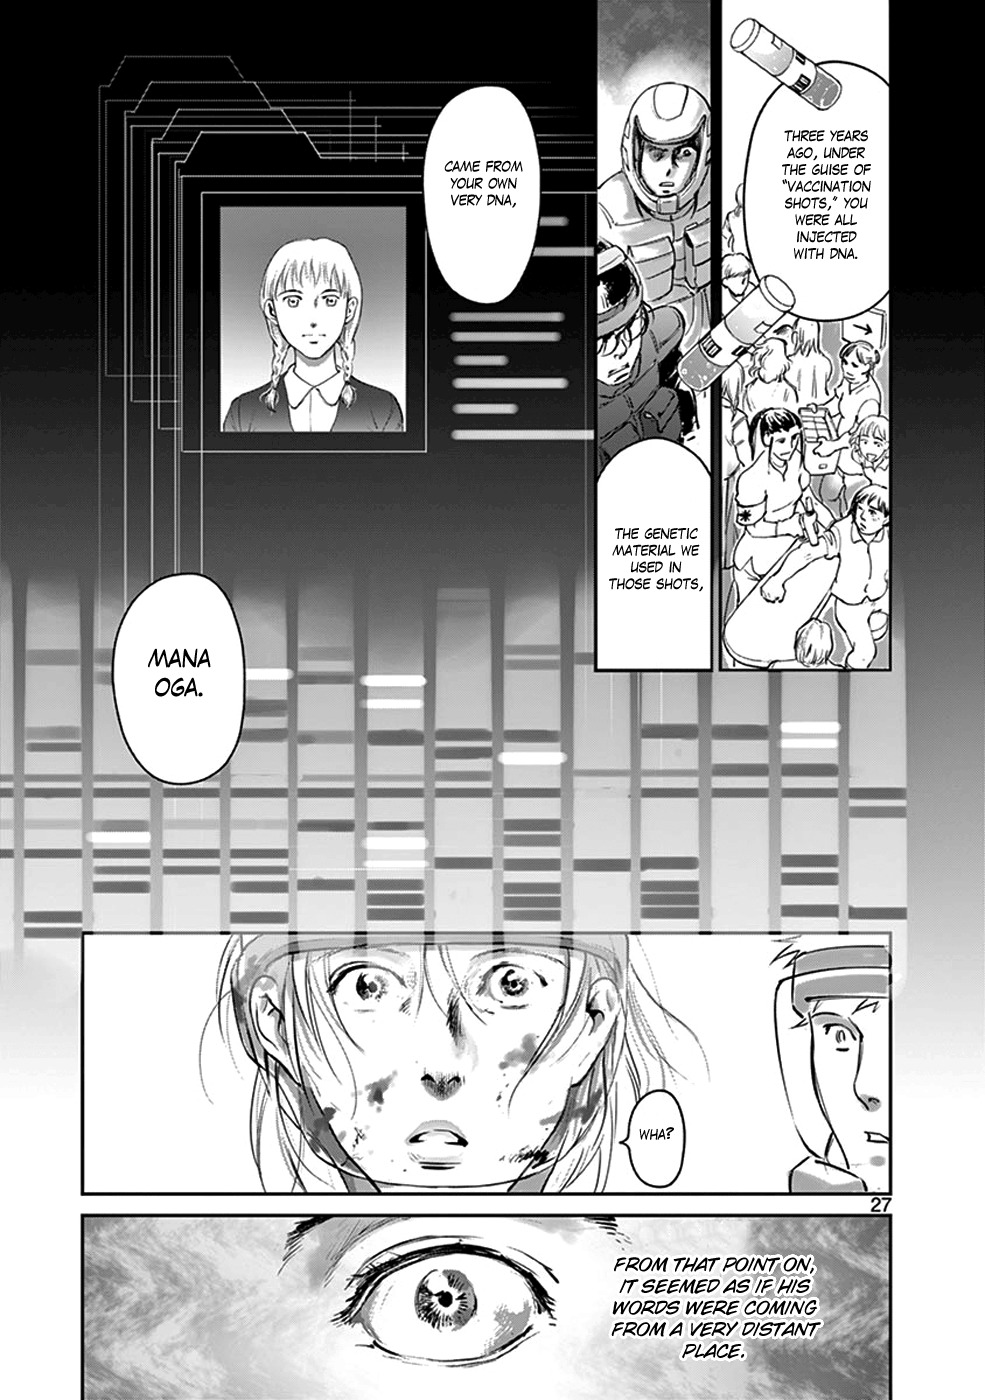 THREE YEARS
AGO, UNDER
THE GUISE OF
"VACCINATION
SHOTS," YOU
WERE ALL
INJECTED
WITH DNA.
THE GENETIC
MATERIAL WE
USED IN
THOSE SHOTS,
CAME FROM
YOUR OWN
VERY DNA,
MANA
OGA.
WHA?
27
FROM THAT POINT ON,
IT SEEMED AS IF HIS
WORDS WERE COMING
FROM A VERY DISTANT
PLACE.